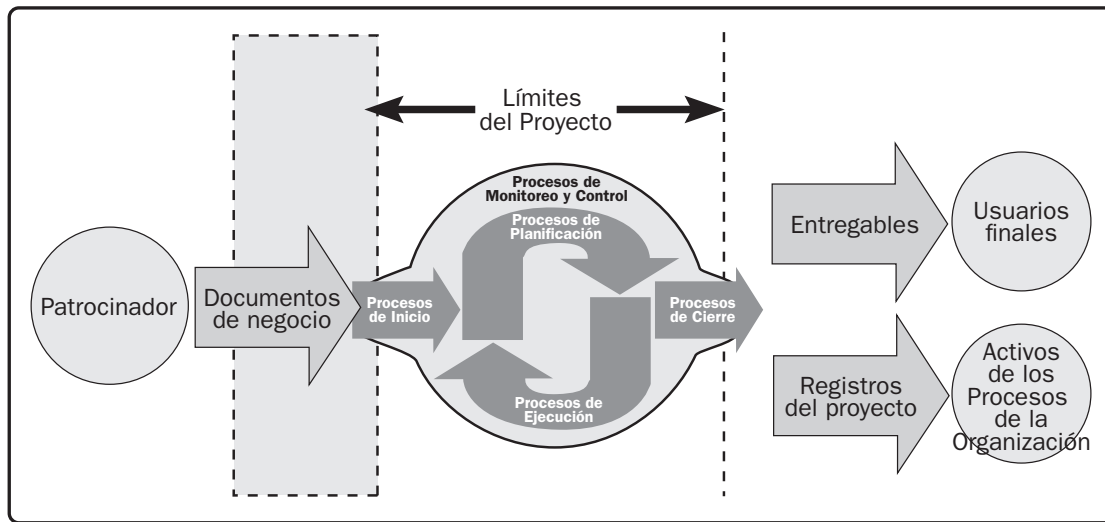 Límites
del Proyecto
Procesos de
Monitoreo y Control
Procesos de
Planificación
Patrocinador
Documentos
de negocio
Procesos
de Inicio
Procesos
de Cierre
Procesos de
Ejecución
Entregables
Usuarios
finales
Registros
del proyecto
Activos
de los
Procesos
de la
Organización